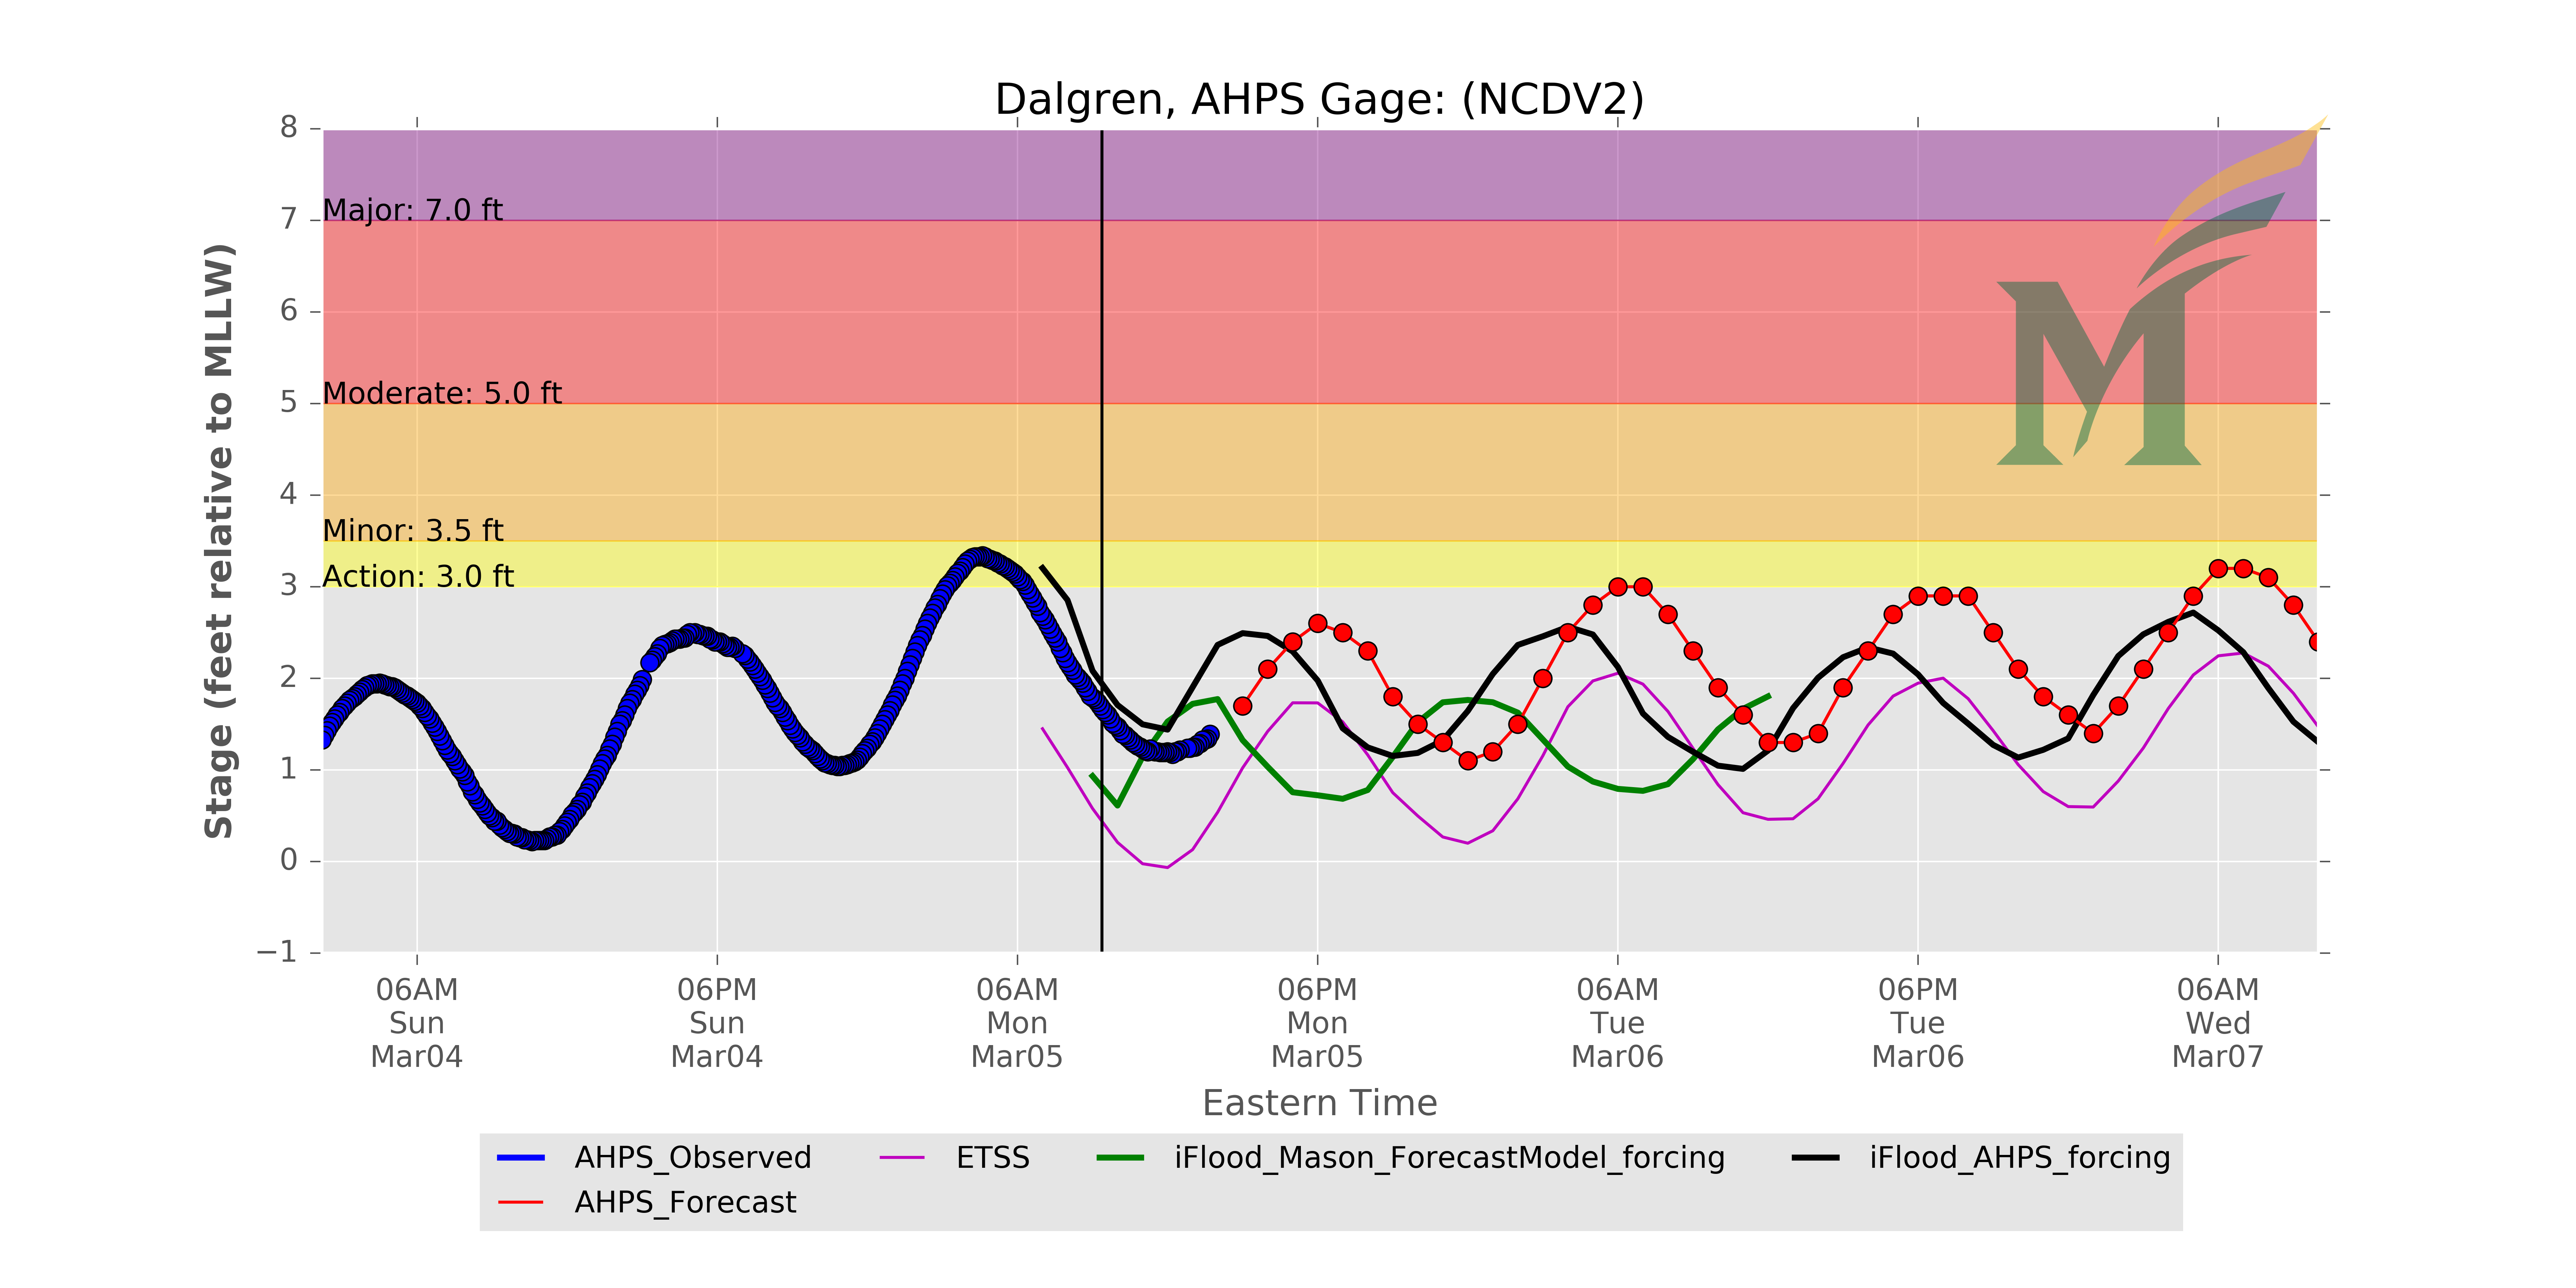 Dalgren, AHPS Gage: (NCDV2)
8
7
6
5
4
3
2
1
0
−1
Stage (feet relative to MLLW)
Major: 7.0 ft
Moderate: 5.0 ft
Minor: 3.5 ft
Action: 3.0 ft
M
06AM 06PM 06AM 06PM 06AM 06PM 06AM
Sun Sun Mon Mon Tue Tue Wed
Mar04 Mar04 Mar05 Mar05 Mar06 Mar06 Mar07
Eastern Time
AHPS_Observed ETSS iFlood_Mason_ForecastModel_forcing iFlood_AHPS_forcing
AHPS_Forecast